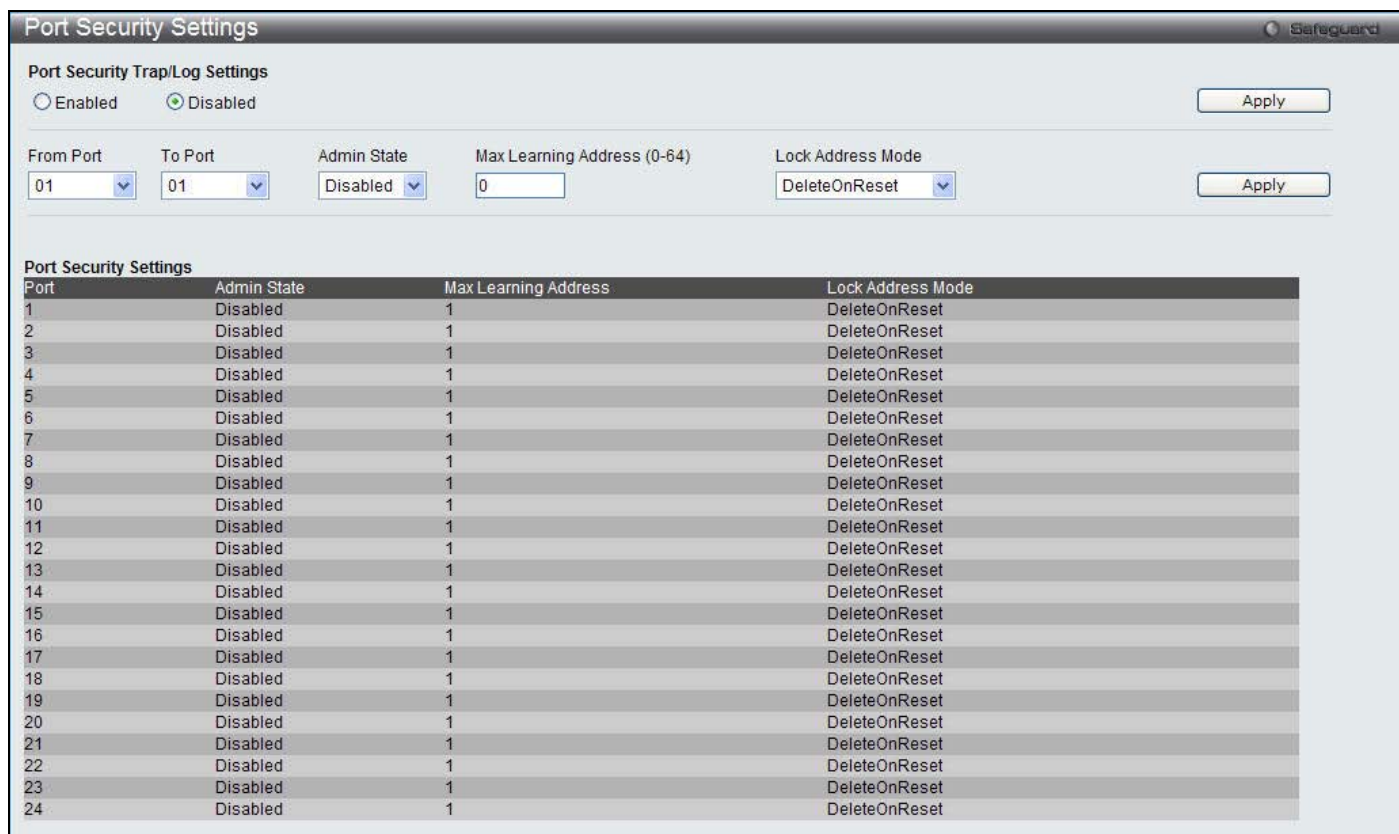 Port Security Settings
Safeguard
Port Security Trap/Log Settings
Enabled Disabled Apply
From Port To Port Admin State Max Learning Address (0-64) Lock Address Mode
01 01 Disabled 0 DeleteOnReset Apply
Port Security Settings
Port Admin State Max Learning Address Lock Address Mode
1 Disabled 1 DeleteOnReset
2 Disabled 1 DeleteOnReset
3 Disabled 1 DeleteOnReset
4 Disabled 1 DeleteOnReset
5 Disabled 1 DeleteOnReset
6 Disabled 1 DeleteOnReset
7 Disabled 1 DeleteOnReset
8 Disabled 1 DeleteOnReset
9 Disabled 1 DeleteOnReset
10 Disabled 1 DeleteOnReset
11 Disabled 1 DeleteOnReset
12 Disabled 1 DeleteOnReset
13 Disabled 1 DeleteOnReset
14 Disabled 1 DeleteOnReset
15 Disabled 1 DeleteOnReset
16 Disabled 1 DeleteOnReset
17 Disabled 1 DeleteOnReset
18 Disabled 1 DeleteOnReset
19 Disabled 1 DeleteOnReset
20 Disabled 1 DeleteOnReset
21 Disabled 1 DeleteOnReset
22 Disabled 1 DeleteOnReset
23 Disabled 1 DeleteOnReset
24 Disabled 1 DeleteOnReset